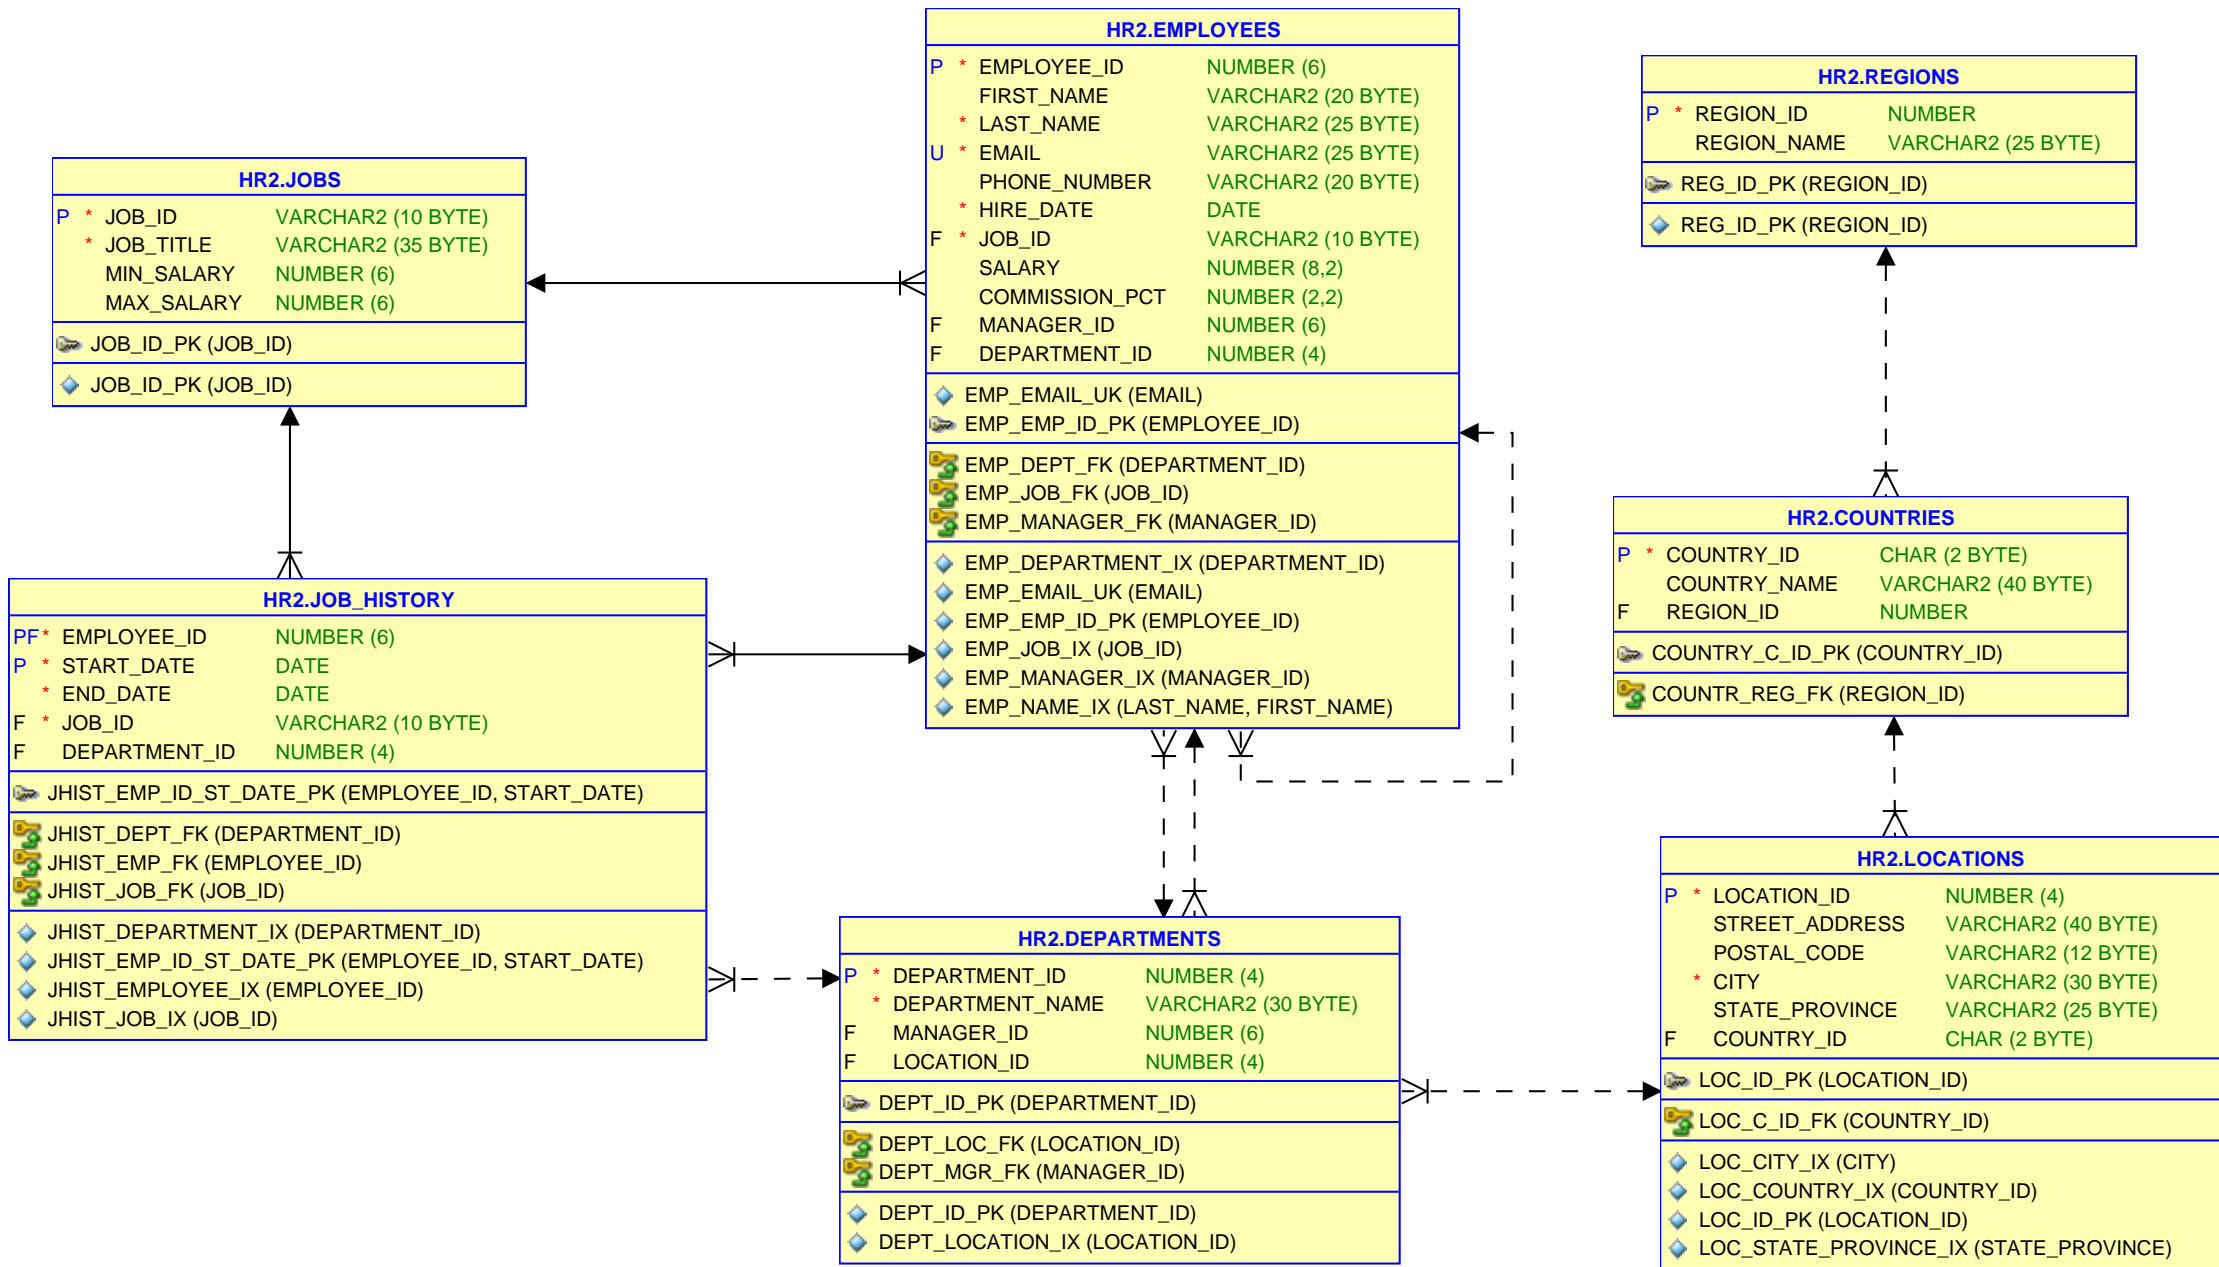 HR2.EMPLOYEES
P * EMPLOYEE_ID NUMBER (6)
FIRST_NAME VARCHAR2 (20 BYTE)
* LAST_NAME VARCHAR2 (25 BYTE)
U * EMAIL VARCHAR2 (25 BYTE)
PHONE_NUMBER VARCHAR2 (20 BYTE)
* HIRE_DATE DATE
F * JOB_ID VARCHAR2 (10 BYTE)
SALARY NUMBER (8,2)
COMMISSION_PCT NUMBER (2,2)
F MANAGER_ID NUMBER (6)
F DEPARTMENT_ID NUMBER (4)
EMP_EMAIL_UK (EMAIL)
EMP_EMP_ID_PK (EMPLOYEE_ID)
EMP_DEPT_FK (DEPARTMENT_ID)
EMP_JOB_FK (JOB_ID)
EMP_MANAGER_FK (MANAGER_ID)
EMP_DEPARTMENT_IX (DEPARTMENT_ID)
EMP_EMAIL_UK (EMAIL)
EMP_EMP_ID_PK (EMPLOYEE_ID)
EMP_JOB_IX (JOB_ID)
EMP_MANAGER_IX (MANAGER_ID)
EMP_NAME_IX (LAST_NAME, FIRST_NAME)
HR2.REGIONS
P * REGION_ID NUMBER
REGION_NAME VARCHAR2 (25 BYTE)
REG_ID_PK (REGION_ID)
REG_ID_PK (REGION_ID)
HR2.JOBS
P * JOB_ID VARCHAR2 (10 BYTE)
* JOB_TITLE VARCHAR2 (35 BYTE)
MIN_SALARY NUMBER (6)
MAX_SALARY NUMBER (6)
JOB_ID_PK (JOB_ID)
JOB_ID_PK (JOB_ID)
HR2.COUNTRIES
P * COUNTRY_ID CHAR (2 BYTE)
COUNTRY_NAME VARCHAR2 (40 BYTE)
F REGION_ID NUMBER
COUNTRY_C_ID_PK (COUNTRY_ID)
COUNTR_REG_FK (REGION_ID)
HR2.JOB_HISTORY
PF * EMPLOYEE_ID NUMBER (6)
P * START_DATE DATE
* END_DATE DATE
F * JOB_ID VARCHAR2 (10 BYTE)
F DEPARTMENT_ID NUMBER (4)
JHIST_EMP_ID_ST_DATE_PK (EMPLOYEE_ID, START_DATE)
JHIST_DEPT_FK (DEPARTMENT_ID)
JHIST_EMP_FK (EMPLOYEE_ID)
JHIST_JOB_FK (JOB_ID)
JHIST_DEPARTMENT_IX (DEPARTMENT_ID)
JHIST_EMP_ID_ST_DATE_PK (EMPLOYEE_ID, START_DATE)
JHIST_EMPLOYEE_IX (EMPLOYEE_ID)
JHIST_JOB_IX (JOB_ID)
HR2.DEPARTMENTS
P * DEPARTMENT_ID NUMBER (4)
* DEPARTMENT_NAME VARCHAR2 (30 BYTE)
F MANAGER_ID NUMBER (6)
F LOCATION_ID NUMBER (4)
DEPT_ID_PK (DEPARTMENT_ID)
DEPT_LOC_FK (LOCATION_ID)
DEPT_MGR_FK (MANAGER_ID)
DEPT_ID_PK (DEPARTMENT_ID)
DEPT_LOCATION_IX (LOCATION_ID)
HR2.LOCATIONS
P * LOCATION_ID NUMBER (4)
STREET_ADDRESS VARCHAR2 (40 BYTE)
POSTAL_CODE VARCHAR2 (12 BYTE)
* CITY VARCHAR2 (30 BYTE)
STATE_PROVINCE VARCHAR2 (25 BYTE)
F COUNTRY_ID CHAR (2 BYTE)
LOC_ID_PK (LOCATION_ID)
LOC_C_ID_FK (COUNTRY_ID)
LOC_CITY_IX (CITY)
LOC_COUNTRY_IX (COUNTRY_ID)
LOC_ID_PK (LOCATION_ID)
LOC_STATE_PROVINCE_IX (STATE_PROVINCE)